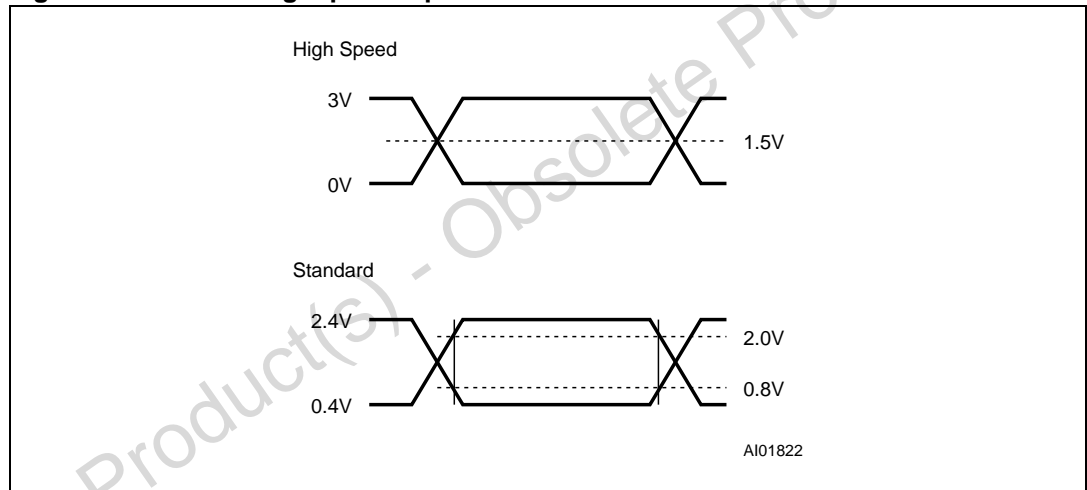 High Speed
3V
1.5V
0V
Standard
2.4V
2.0V
0.8V
0.4V
AI01822
Product(s) - Obsolete Pro